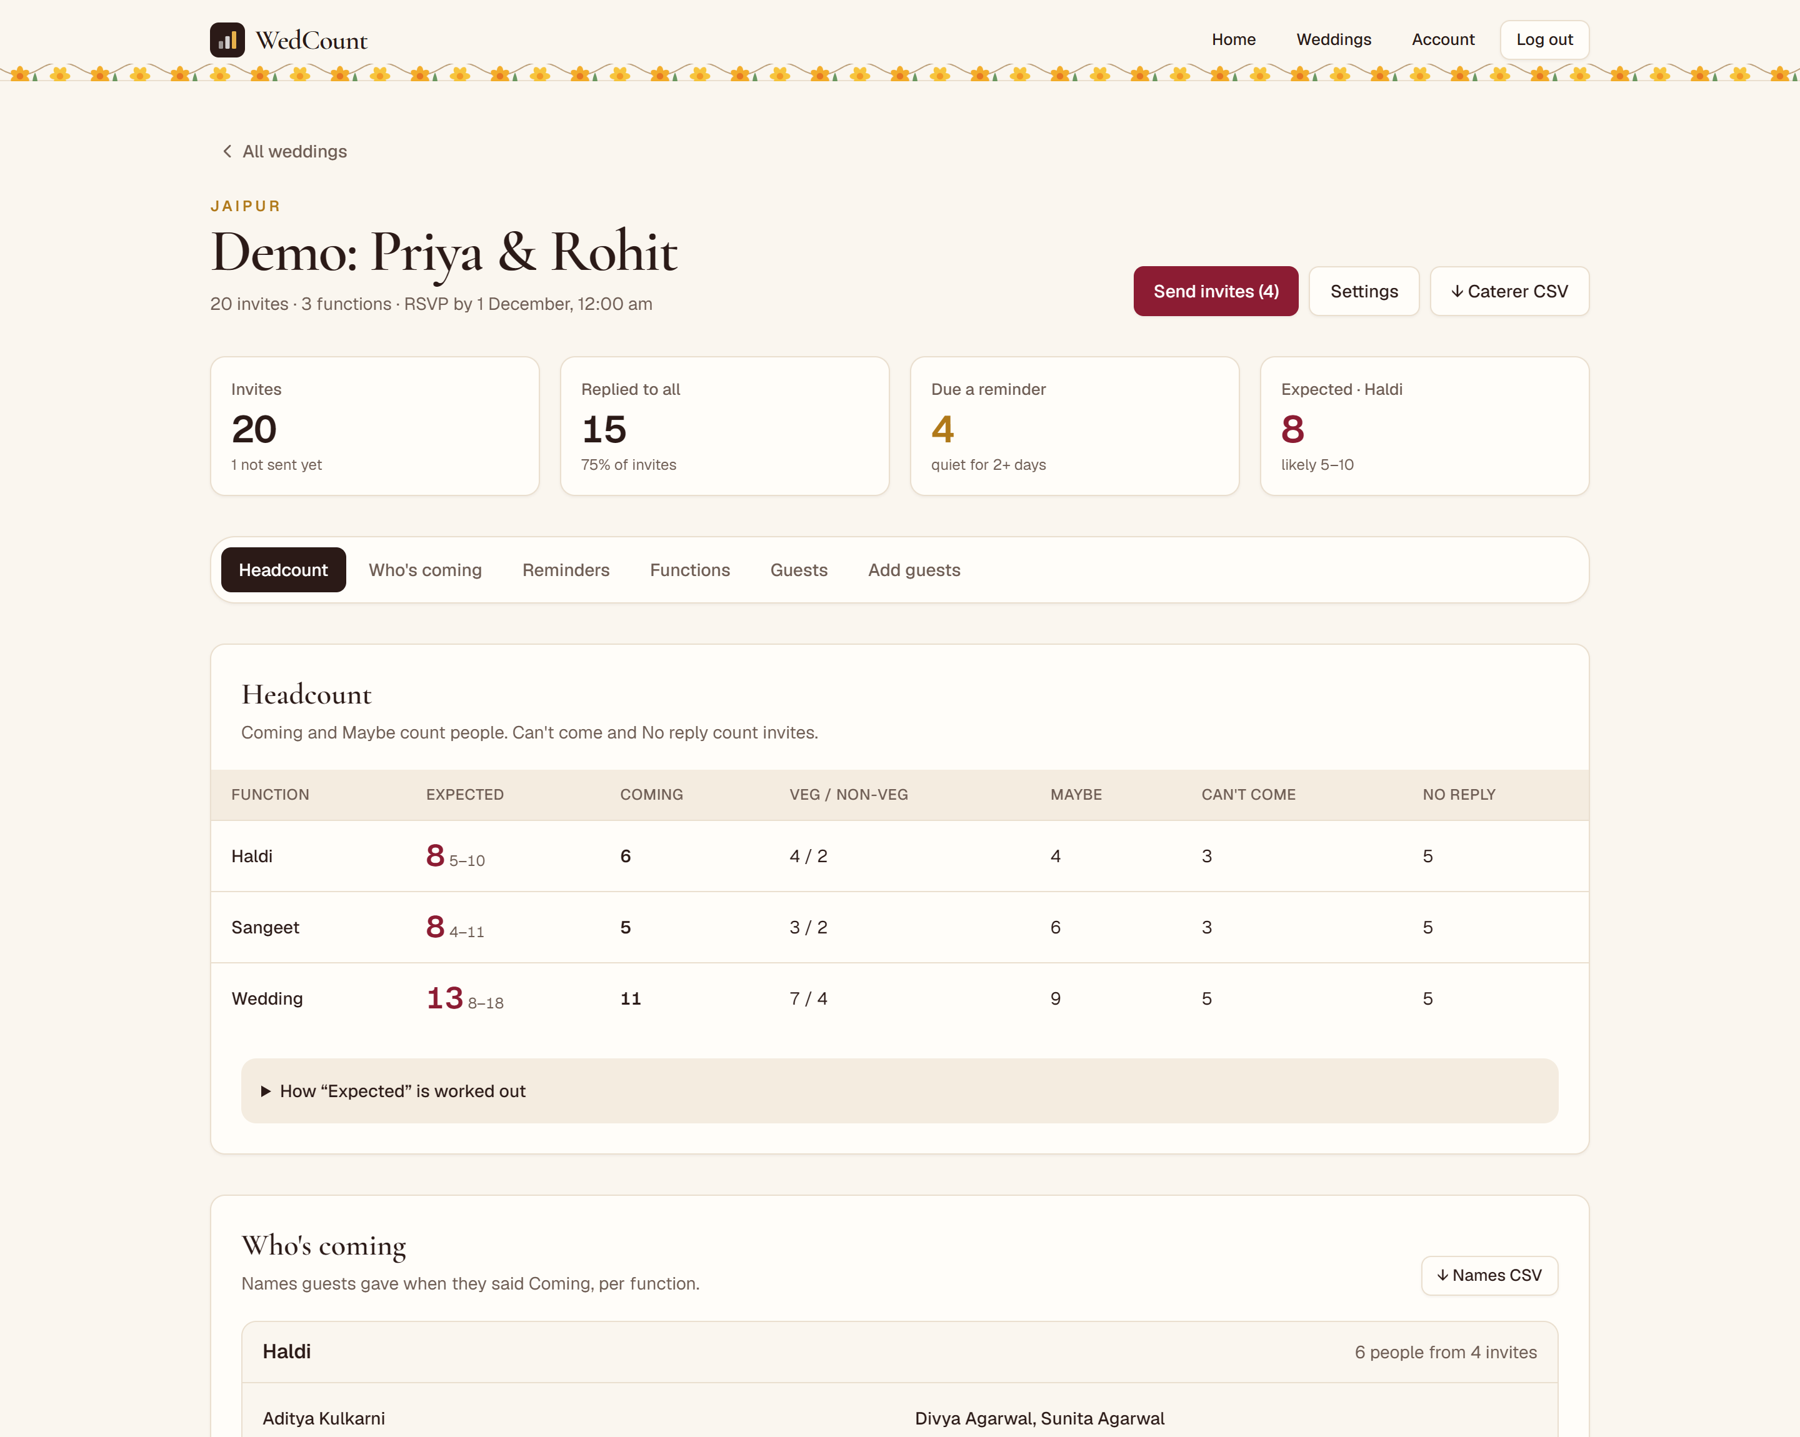 WedCount
Home Weddings Account Log out
All weddings
JAIPUR
Demo: Priya & Rohit
20 invites · 3 functions · RSVP by 1 December, 12:00 am
Send invites (4) Settings ↓ Caterer CSV
Invites
20
1 not sent yet
Replied to all
15
75% of invites
Due a reminder
4
quiet for 2+ days
Expected · Haldi
8
likely 5–10
Headcount Who's coming Reminders Functions Guests Add guests
Headcount
Coming and Maybe count people. Can't come and No reply count invites.
FUNCTION EXPECTED COMING VEG / NON-VEG MAYBE CAN'T COME NO REPLY
Haldi 8 5–10 6 4 / 2 4 3 5
Sangeet 8 4–11 5 3 / 2 6 3 5
Wedding 13 8–18 11 7 / 4 9 5 5
How “Expected” is worked out
Who's coming
Names guests gave when they said Coming, per function.
↓ Names CSV
Haldi 6 people from 4 invites
Aditya Kulkarni Divya Agarwal, Sunita Agarwal